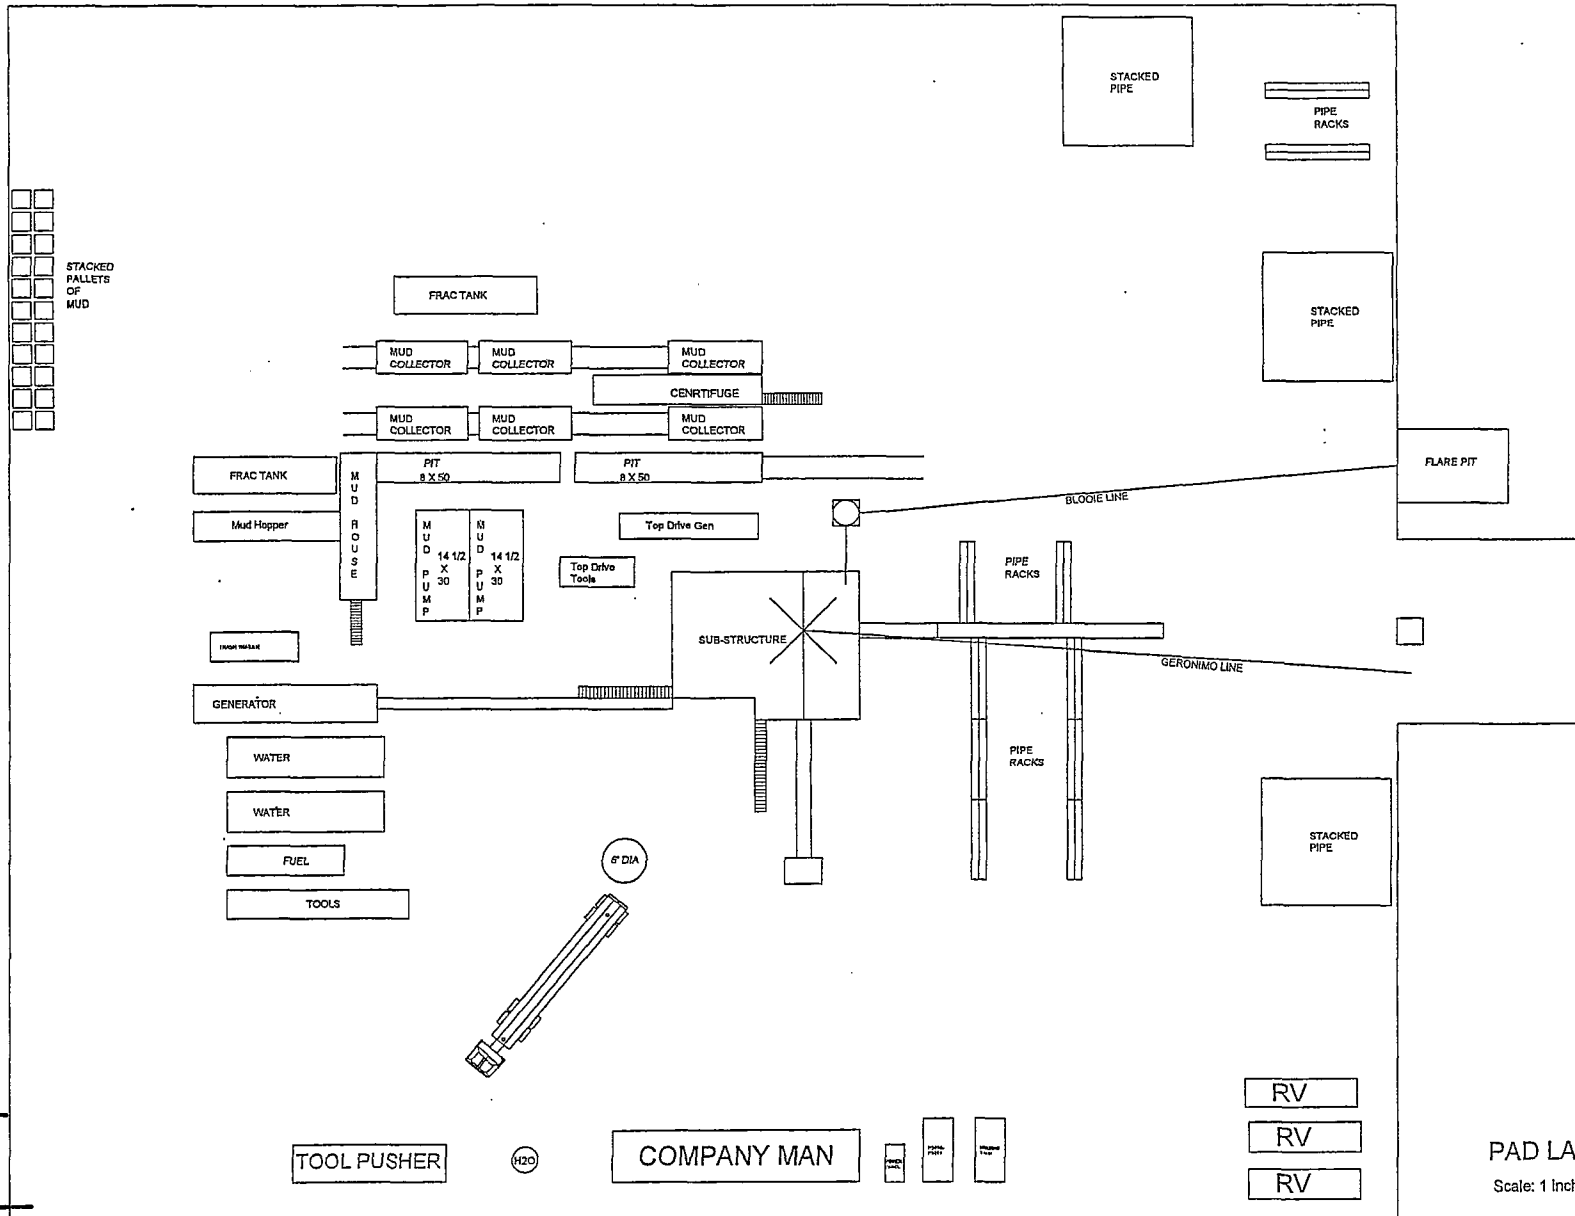 STACKED
PIPE
PIPE
RACKS
STACKED
PALLETS
OF
MUD
FRAC TANK
STACKED
PIPE
MUD
COLLECTOR
MUD
COLLECTOR
MUD
COLLECTOR
CENRTIFUGE
MUD
COLLECTOR
MUD
COLLECTOR
MUD
COLLECTOR
FRAC TANK
MUD HOUSE
PIT
8 X 50
PIT
8 X 50
FLARE PIT
BLOOIE LINE
Mud Hopper
MUD PUMP
14 1/2
X
30
MUD PUMP
14 1/2
X
30
Top Drive Gen
Top Drive
Tools
PIPE
RACKS
SUB-STRUCTURE
GERONIMO LINE
GENERATOR
WATER
PIPE
RACKS
WATER
STACKED
PIPE
FUEL
6' DIA
TOOLS
RV
RV
RV
TOOL PUSHER
H2O
COMPANY MAN
PAD LA
Scale: 1 Inch